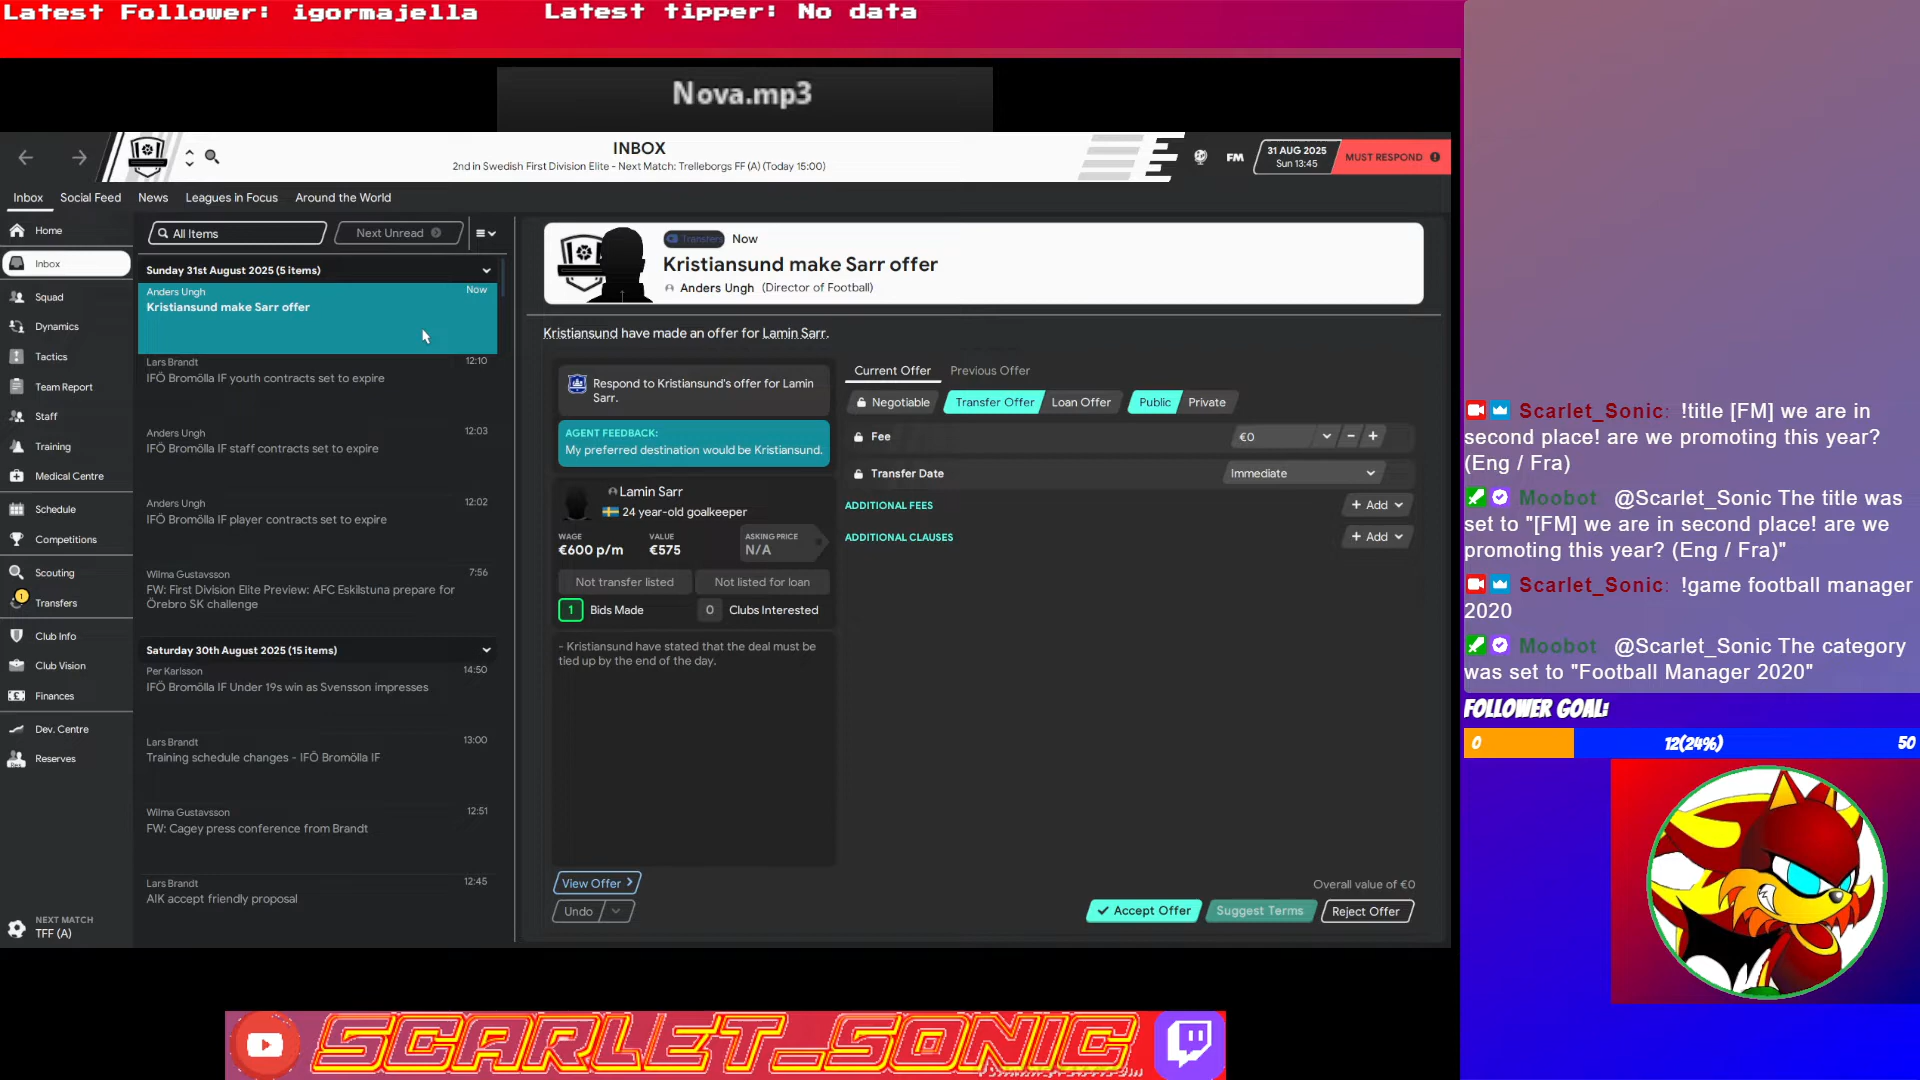 Latest Follower: igormajella
Latest tipper: No data
Nova.mp3
INBOX
2nd in Swedish First Division Elite - Next Match: Trelleborgs FF (A) (Today 15:00)
FM
31 AUG 2025
Sun 13:45
MUST RESPOND
Inbox
Social Feed
News
Leagues in Focus
Around the World
Home
Inbox
Squad
Dynamics
Tactics
Team Report
Staff
Training
Medical Centre
Schedule
Competitions
Scouting
1
Transfers
Club Info
Club Vision
Finances
Dev. Centre
Reserves
NEXT MATCH
TFF (A)
All Items
Next Unread
Sunday 31st August 2025 (5 items)
Anders Ungh
Now
Kristiansund make Sarr offer
Lars Brandt
12:10
IFÖ Bromölla IF youth contracts set to expire
Anders Ungh
12:03
IFÖ Bromölla IF staff contracts set to expire
Anders Ungh
12:02
IFÖ Bromölla IF player contracts set to expire
Wilma Gustavsson
7:56
FW: First Division Elite Preview: AFC Eskilstuna prepare for
Örebro SK challenge
Saturday 30th August 2025 (15 items)
Per Karlsson
14:50
IFÖ Bromölla IF Under 19s win as Svensson impresses
Lars Brandt
13:00
Training schedule changes - IFÖ Bromölla IF
Wilma Gustavsson
12:51
FW: Cagey press conference from Brandt
Lars Brandt
12:45
AIK accept friendly proposal
Transfers
Now
Kristiansund make Sarr offer
Anders Ungh (Director of Football)
Kristiansund have made an offer for Lamin Sarr.
Respond to Kristiansund's offer for Lamin
Sarr.
AGENT FEEDBACK:
My preferred destination would be Kristiansund.
Lamin Sarr
24 year-old goalkeeper
WAGE
€600 p/m
VALUE
€575
ASKING PRICE
N/A
Not transfer listed
Not listed for loan
1 Bids Made
0 Clubs Interested
- Kristiansund have stated that the deal must be
tied up by the end of the day.
View Offer
Undo
Current Offer
Previous Offer
Negotiable
Transfer Offer
Loan Offer
Public
Private
Fee
€0
Transfer Date
Immediate
ADDITIONAL FEES
+ Add
ADDITIONAL CLAUSES
+ Add
Overall value of €0
Accept Offer
Suggest Terms
Reject Offer
Scarlet_Sonic: !title [FM] we are in
second place! are we promoting this year?
(Eng / Fra)
Moobot @Scarlet_Sonic The title was
set to "[FM] we are in second place! are we
promoting this year? (Eng / Fra)"
Scarlet_Sonic: !game football manager
2020
Moobot @Scarlet_Sonic The category
was set to "Football Manager 2020"
FOLLOWER GOAL:
0
12(24%)
50
SCARLET_SONIC